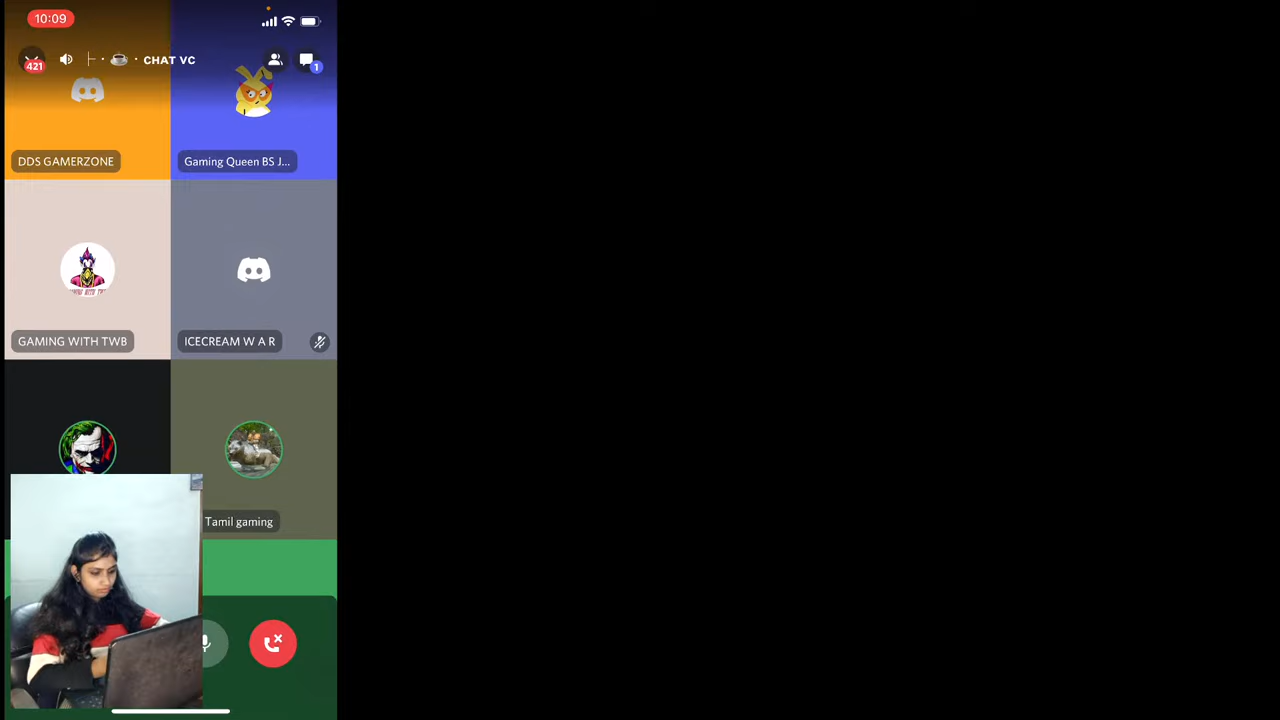 10:09
421
CHAT VC
1
DDS GAMERZONE
Gaming Queen BS J...
GAMING WITH TWB
ICECREAM W A R
Tamil gaming